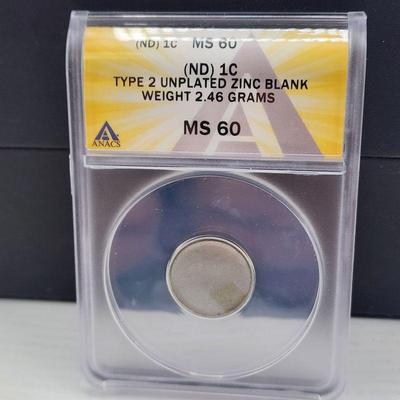 (ND) 1C MS 60
(ND) 1C
TYPE 2 UNPLATED ZINC BLANK
WEIGHT 2.46 GRAMS
MS 60
ANACS